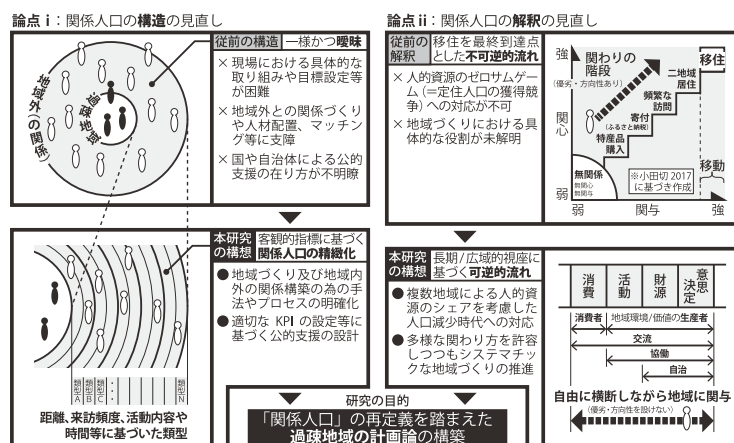 論点 i：関係人口の構造の見直し
従前の構造 一様かつ曖昧
× 現場における具体的な
取り組みや目標設定等
が困難
× 地域外との関係づくり
や人材配置、マッチン
グ等に支障
× 国や自治体による公的
支援の在り方が不明瞭
地域外(の関係)
過疎地域
本研究
の構想
客観的指標に基づく
関係人口の精緻化
● 地域づくり及び地域内
外の関係構築の為の手
法やプロセスの明確化
● 適切な KPI の設定等に
基づく公的支援の設計
類型A
類型B
類型C
・・・
類型N
距離、来訪頻度、活動内容や
時間等に基づいた類型
論点 ii：関係人口の解釈の見直し
従前の
解釈
移住を最終到達点
とした不可逆的流れ
× 人的資源のゼロサムゲー
ム（＝定住人口の獲得競
争）への対応が不可
× 地域づくりにおける具
体的な役割が未解明
強
関心
弱
関わりの
階段
（優劣・方向性あり）
移住
二地域
居住
頻繁な
訪問
寄付
(ふるさと納税)
特産品
購入
無関係
無関心
無関与
※小田切 2017
に基づき作成
移動
弱
関与
強
本研究
の構想
長期/広域的視座に
基づく可逆的流れ
● 複数地域による人的資
源のシェアを考慮した
人口減少時代への対応
● 多様な関わり方を許容
しつつもシステマチッ
クな地域づくりの推進
消費
活動
財源
意思
決定
消費者
地域環境/価値の生産者
交流
協働
自治
自由に横断しながら地域に関与
（優劣・方向性を設けない）
研究の目的
「関係人口」の再定義を踏まえた
過疎地域の計画論の構築